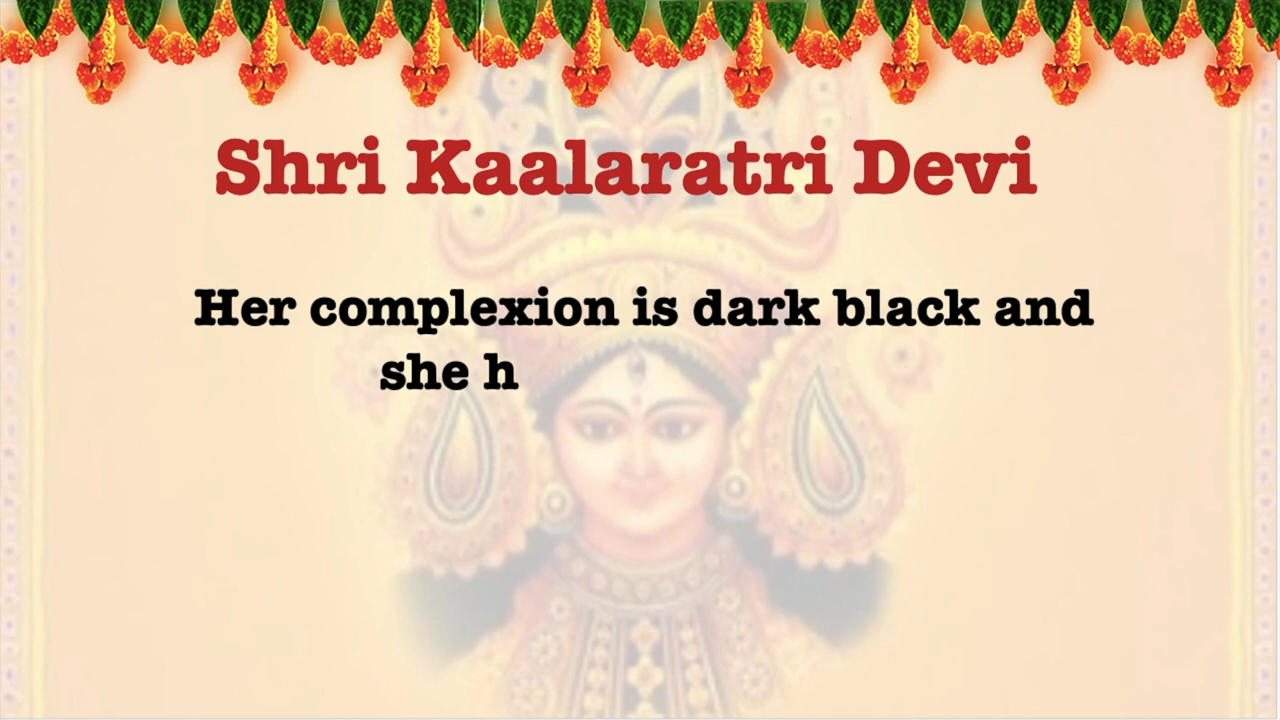 Shri Kaalaratri Devi
Her complexion is dark black and
she h